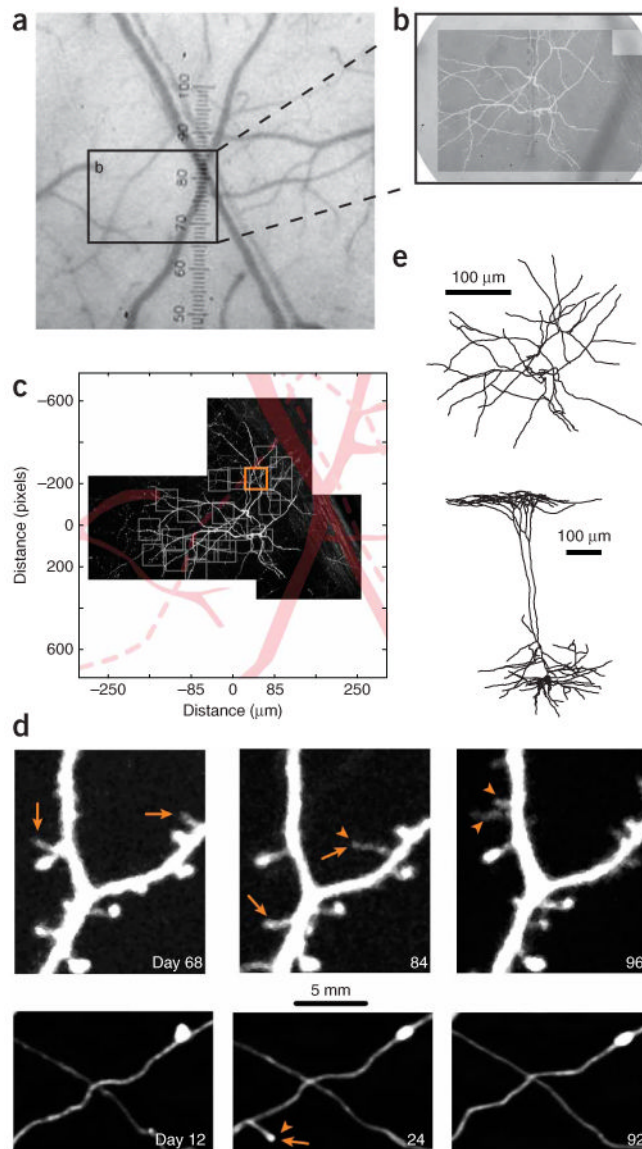 a
b
100
90
b
80
70
60
50
e
100 μm
c
–600
–200
0
200
600
Distance (pixels)
–250
–85
0
85
250
Distance (μm)
100 μm
d
Day 68
84
96
5 mm
Day 12
24
92